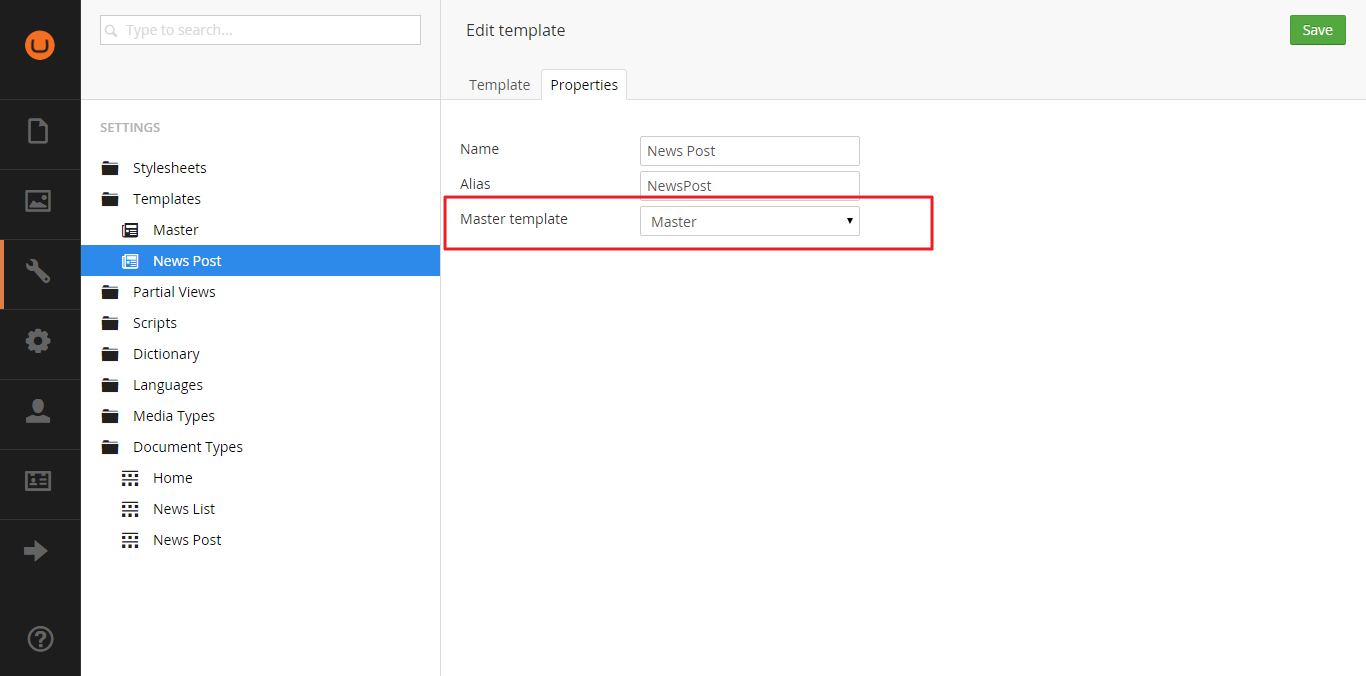 Type to search...
SETTINGS
Stylesheets
Templates
Master
News Post
Partial Views
Scripts
Dictionary
Languages
Media Types
Document Types
Home
News List
News Post
Edit template
Save
Template Properties
Name News Post
Alias NewsPost
Master template Master